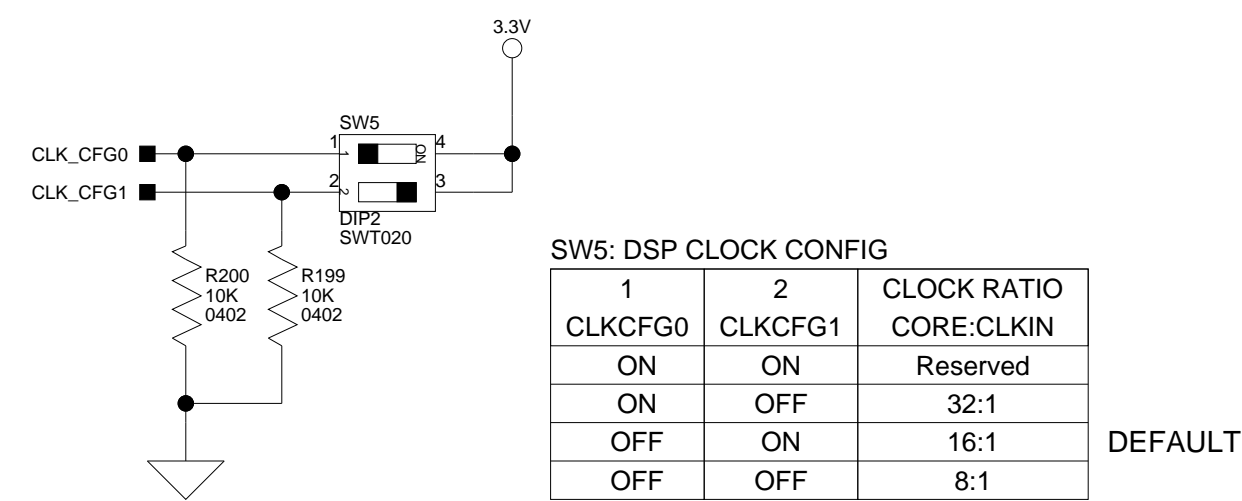 3.3V
SW5
1 4
1 ON
CLK_CFG0
2 3
2
CLK_CFG1
DIP2
SWT020
R200
10K
0402
R199
10K
0402
SW5: DSP CLOCK CONFIG
1 2 CLOCK RATIO
CLKCFG0 CLKCFG1 CORE:CLKIN
ON ON Reserved
ON OFF 32:1
OFF ON 16:1 DEFAULT
OFF OFF 8:1